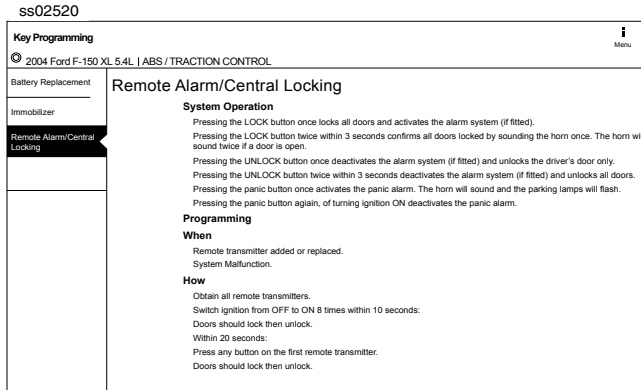 ss02520
Key Programming
Menu
2004 Ford F-150 XL 5.4L | ABS / TRACTION CONTROL
Battery Replacement
Immobilizer
Remote Alarm/Central
Locking
Remote Alarm/Central Locking
System Operation
Pressing the LOCK button once locks all doors and activates the alarm system (if fitted).
Pressing the LOCK button twice within 3 seconds confirms all doors locked by sounding the horn once. The horn wi
sound twice if a door is open.
Pressing the UNLOCK button once deactivates the alarm system (if fitted) and unlocks the driver's door only.
Pressing the UNLOCK button twice within 3 seconds deactivates the alarm system (if fitted) and unlocks all doors.
Pressing the panic button once activates the panic alarm. The horn will sound and the parking lamps will flash.
Pressing the panic button agiain, of turning ignition ON deactivates the panic alarm.
Programming
When
Remote transmitter added or replaced.
System Malfunction.
How
Obtain all remote transmitters.
Switch ignition from OFF to ON 8 times within 10 seconds:
Doors should lock then unlock.
Within 20 seconds:
Press any button on the first remote transmitter.
Doors should lock then unlock.